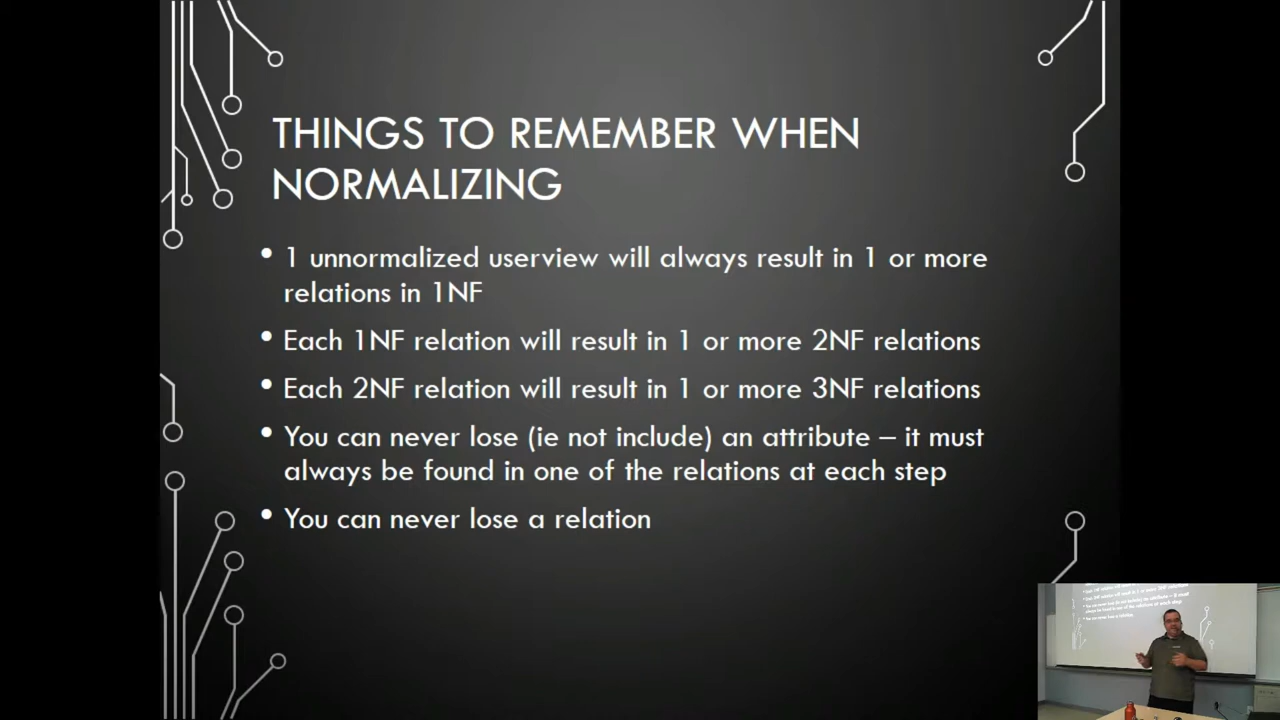 THINGS TO REMEMBER WHEN
NORMALIZING
• 1 unnormalized userview will always result in 1 or more
relations in 1NF
• Each 1NF relation will result in 1 or more 2NF relations
• Each 2NF relation will result in 1 or more 3NF relations
• You can never lose (ie not include) an attribute – it must
always be found in one of the relations at each step
• You can never lose a relation